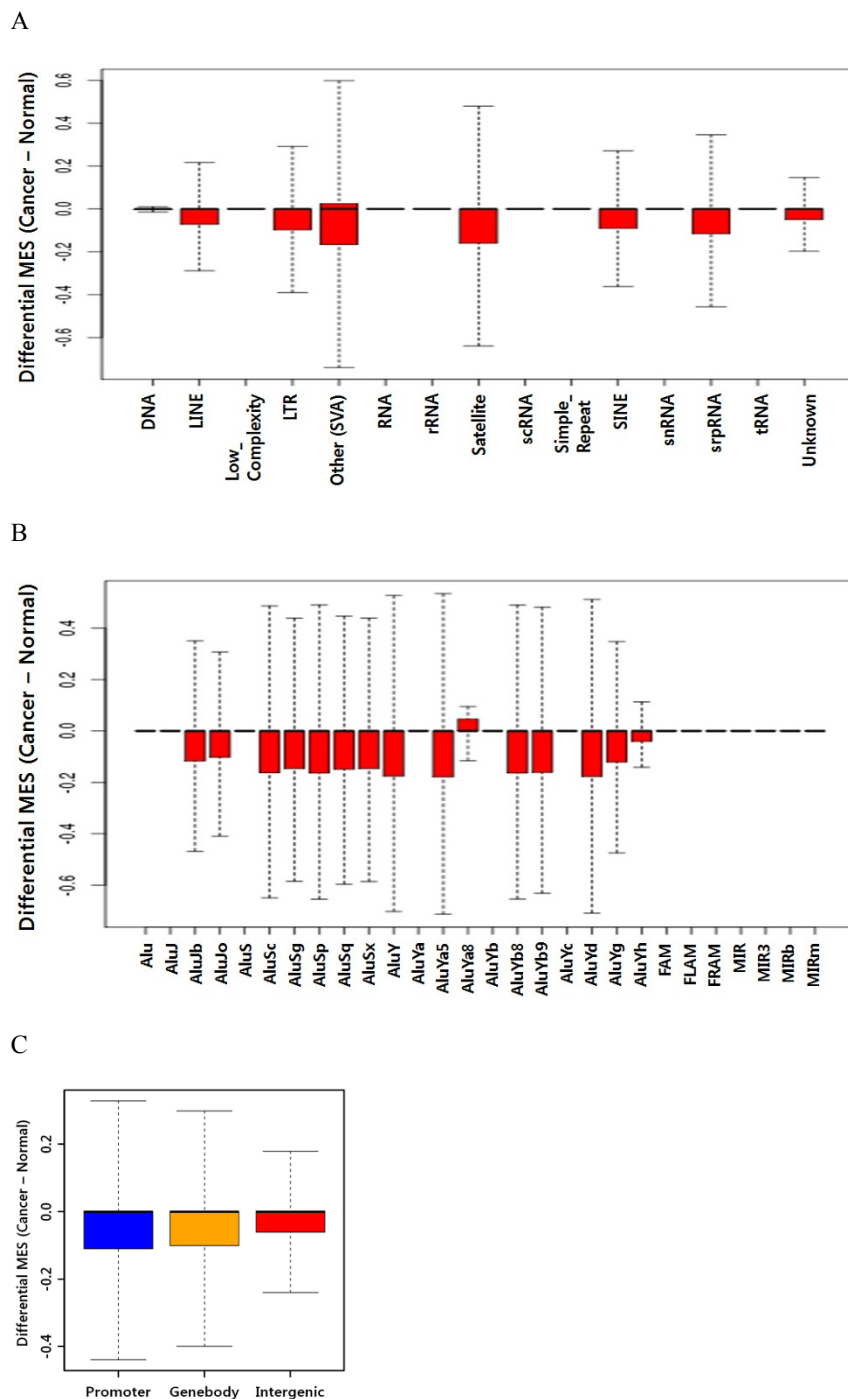 A
Differential MES (Cancer – Normal)
0.6
0.4
0.2
0.0
-0.2
-0.4
-0.6
DNA
LINE
Low_
Complexity
LTR
Other (SVA)
RNA
rRNA
Satellite
scRNA
Simple_
Repeat
SINE
snRNA
srpRNA
tRNA
Unknown
B
Differential MES (Cancer – Normal)
0.4
0.2
0.0
-0.2
-0.4
-0.6
Alu
AluJ
AluJb
AluJo
AluS
AluSc
AluSg
AluSp
AluSq
AluSx
AluY
AluYa
AluYa5
AluYa8
AluYb
AluYb8
AluYb9
AluYc
AluYd
AluYg
AluYh
FAM
FLAM
FRAM
MIR
MIR3
MIRb
MIRm
C
Differential MES (Cancer – Normal)
0.2
0.0
-0.2
-0.4
Promoter Genebody Intergenic